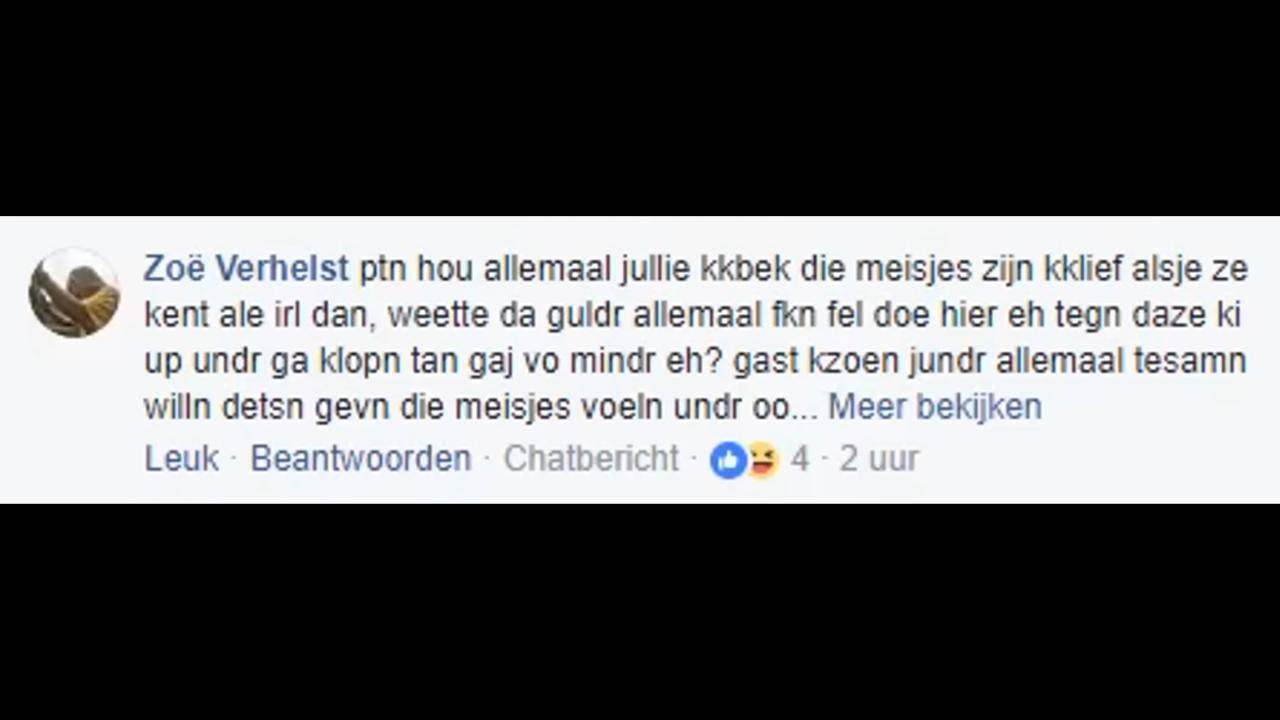 Zoë Verhelst ptn hou allemaal jullie kkbek die meisjes zijn kklief alsje ze
kent ale irl dan, weette da guldr allemaal fkn fel doe hier eh tegn daze ki
up undr ga klopn tan gaj vo mindr eh? gast kzoen jundr allemaal tesamn
willn detsn gevn die meisjes voeln undr oo... Meer bekijken
Leuk · Beantwoorden · Chatbericht · 4 · 2 uur